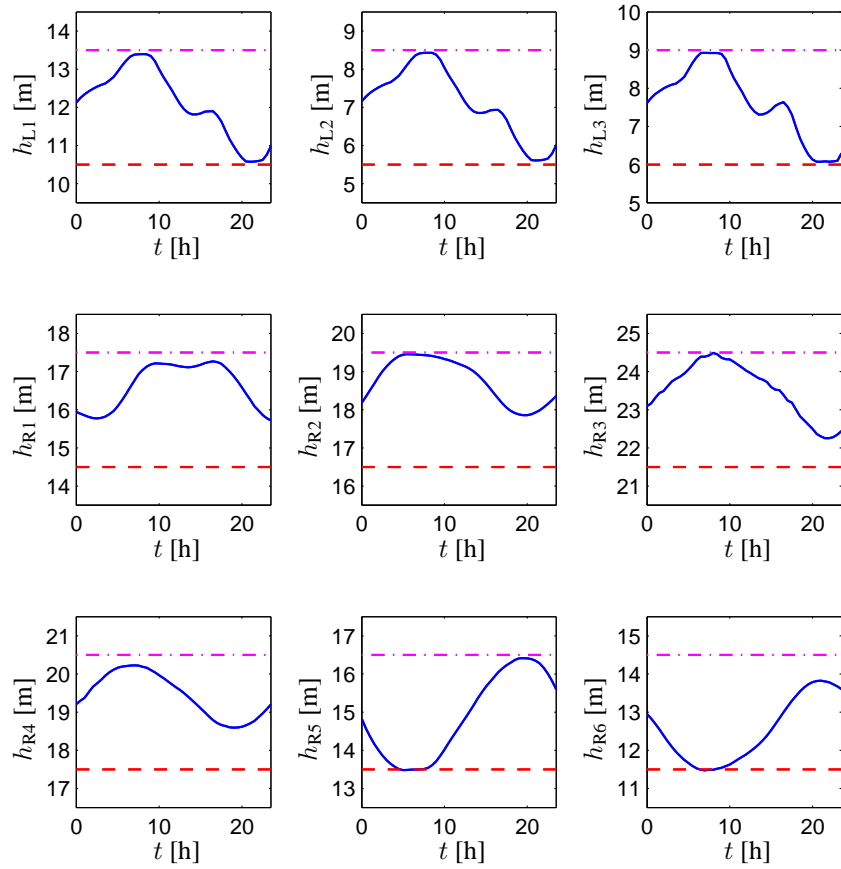 14
13
12
11
10
h_L1 [m]
0 10 20
t [h]
9
8
7
6
5
h_L2 [m]
0 10 20
t [h]
10
9
8
7
6
5
h_L3 [m]
0 10 20
t [h]
18
17
16
15
14
h_R1 [m]
0 10 20
t [h]
20
19
18
17
16
h_R2 [m]
0 10 20
t [h]
25
24
23
22
21
h_R3 [m]
0 10 20
t [h]
21
20
19
18
17
h_R4 [m]
0 10 20
t [h]
17
16
15
14
13
h_R5 [m]
0 10 20
t [h]
15
14
13
12
11
h_R6 [m]
0 10 20
t [h]